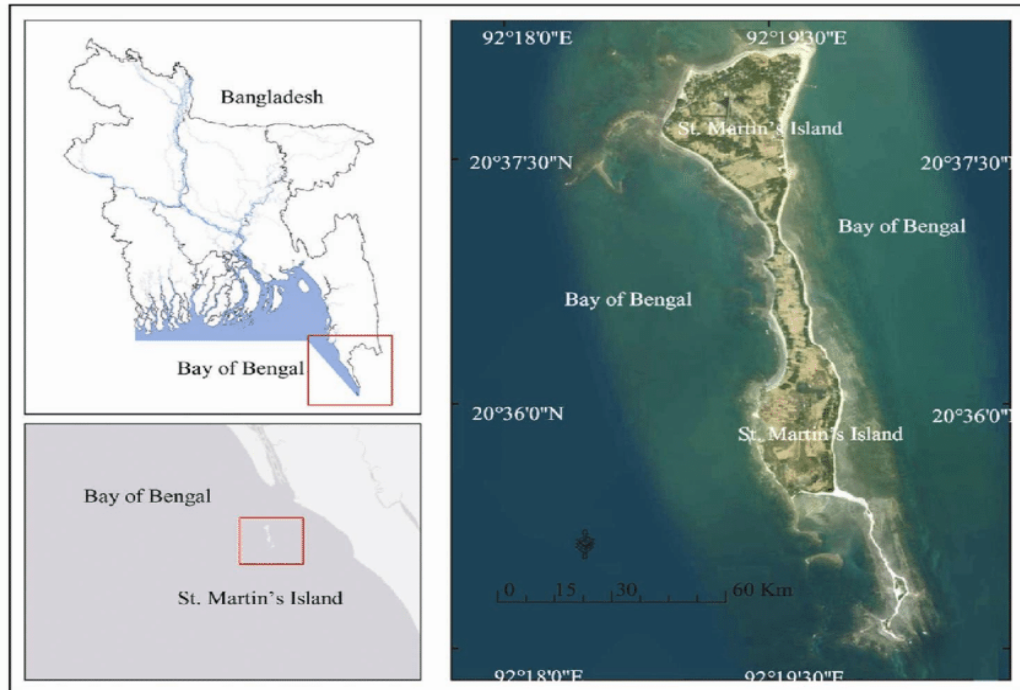 Bangladesh
Bay of Bengal
Bay of Bengal
St. Martin's Island
92°18'0"E
92°19'30"E
St. Martin's Island
20°37'30"N
20°37'30"
Bay of Bengal
Bay of Bengal
20°36'0"N
20°36'0"
St. Martin's Island
0 15 30 60 Km
92°18'0"E
92°19'30"E